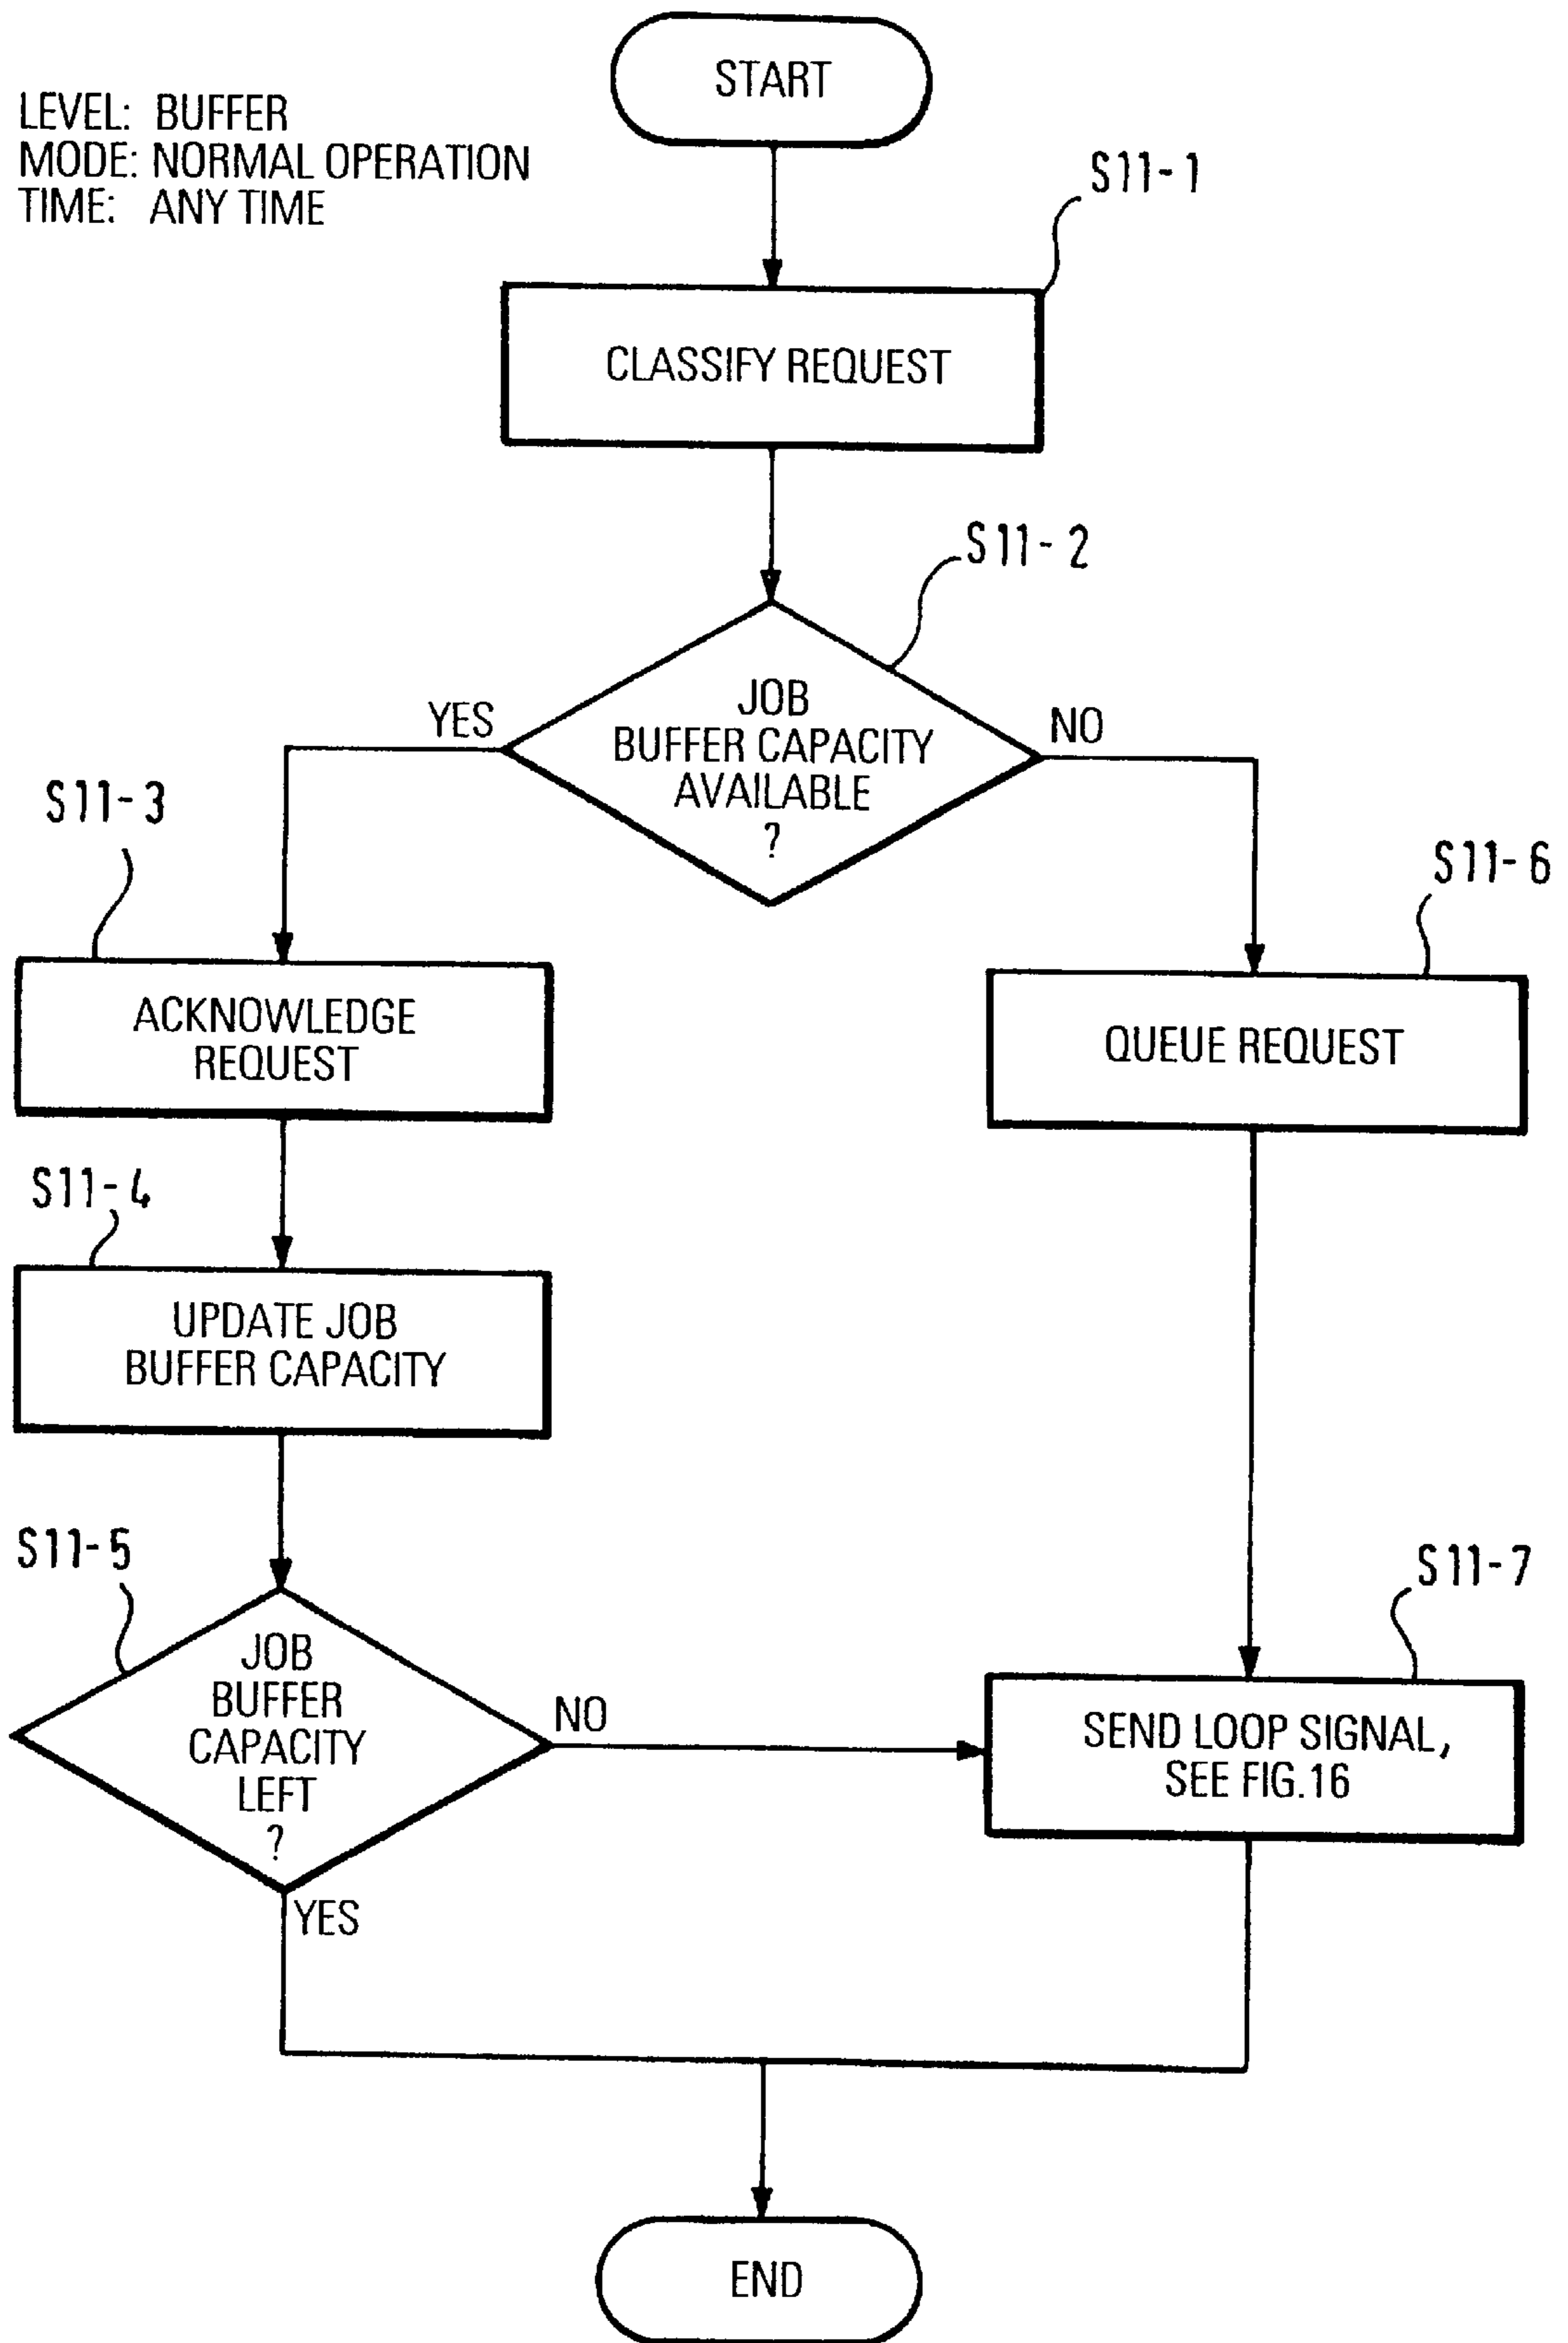 START
LEVEL: BUFFER
MODE: NORMAL OPERATION
TIME: ANY TIME
S11-1
CLASSIFY REQUEST
S11-2
JOB
BUFFER CAPACITY
AVAILABLE
?
YES
NO
S11-3
ACKNOWLEDGE
REQUEST
S11-6
QUEUE REQUEST
S11-4
UPDATE JOB
BUFFER CAPACITY
S11-5
JOB
BUFFER
CAPACITY
LEFT
?
NO
YES
S11-7
SEND LOOP SIGNAL,
SEE FIG.16
END